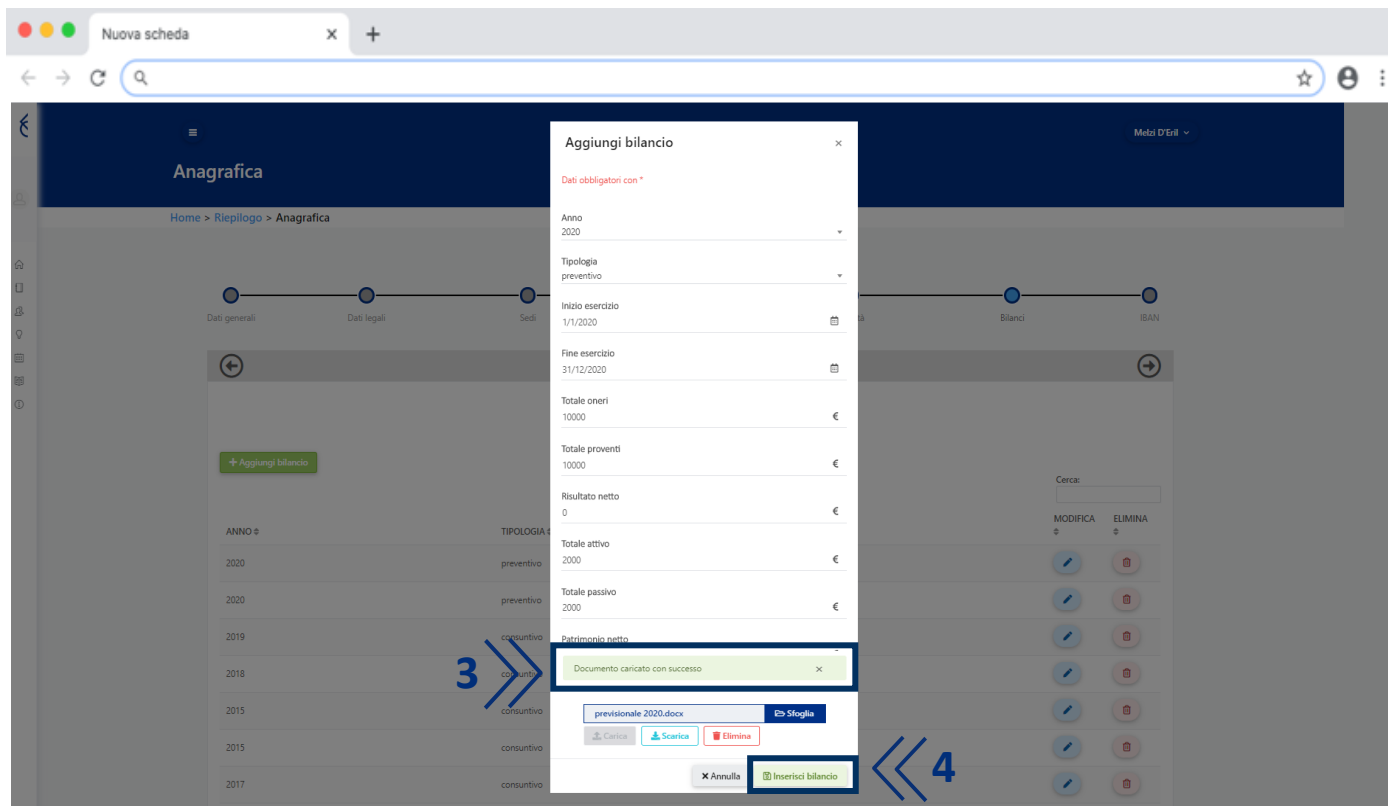 Nuova scheda
Melzi D'Eril
Anagrafica
Home > Riepilogo > Anagrafica
Dati generali
Dati legali
Sedi
tà
Bilanci
IBAN
+ Aggiungi bilancio
Cerca:
ANNO
TIPOLOGIA
MODIFICA
ELIMINA
2020 preventivo
2020 preventivo
2019 consuntivo
2018 consuntivo
2015 consuntivo
2015 consuntivo
2017 consuntivo
Aggiungi bilancio
Dati obbligatori con *
Anno
2020
Tipologia
preventivo
Inizio esercizio
1/1/2020
Fine esercizio
31/12/2020
Totale oneri
10000 €
Totale proventi
10000 €
Risultato netto
0 €
Totale attivo
2000 €
Totale passivo
2000 €
Patrimonio netto
3
Documento caricato con successo ×
previsionale 2020.docx Sfoglia
Carica Scarica Elimina
Annulla Inserisci bilancio
4